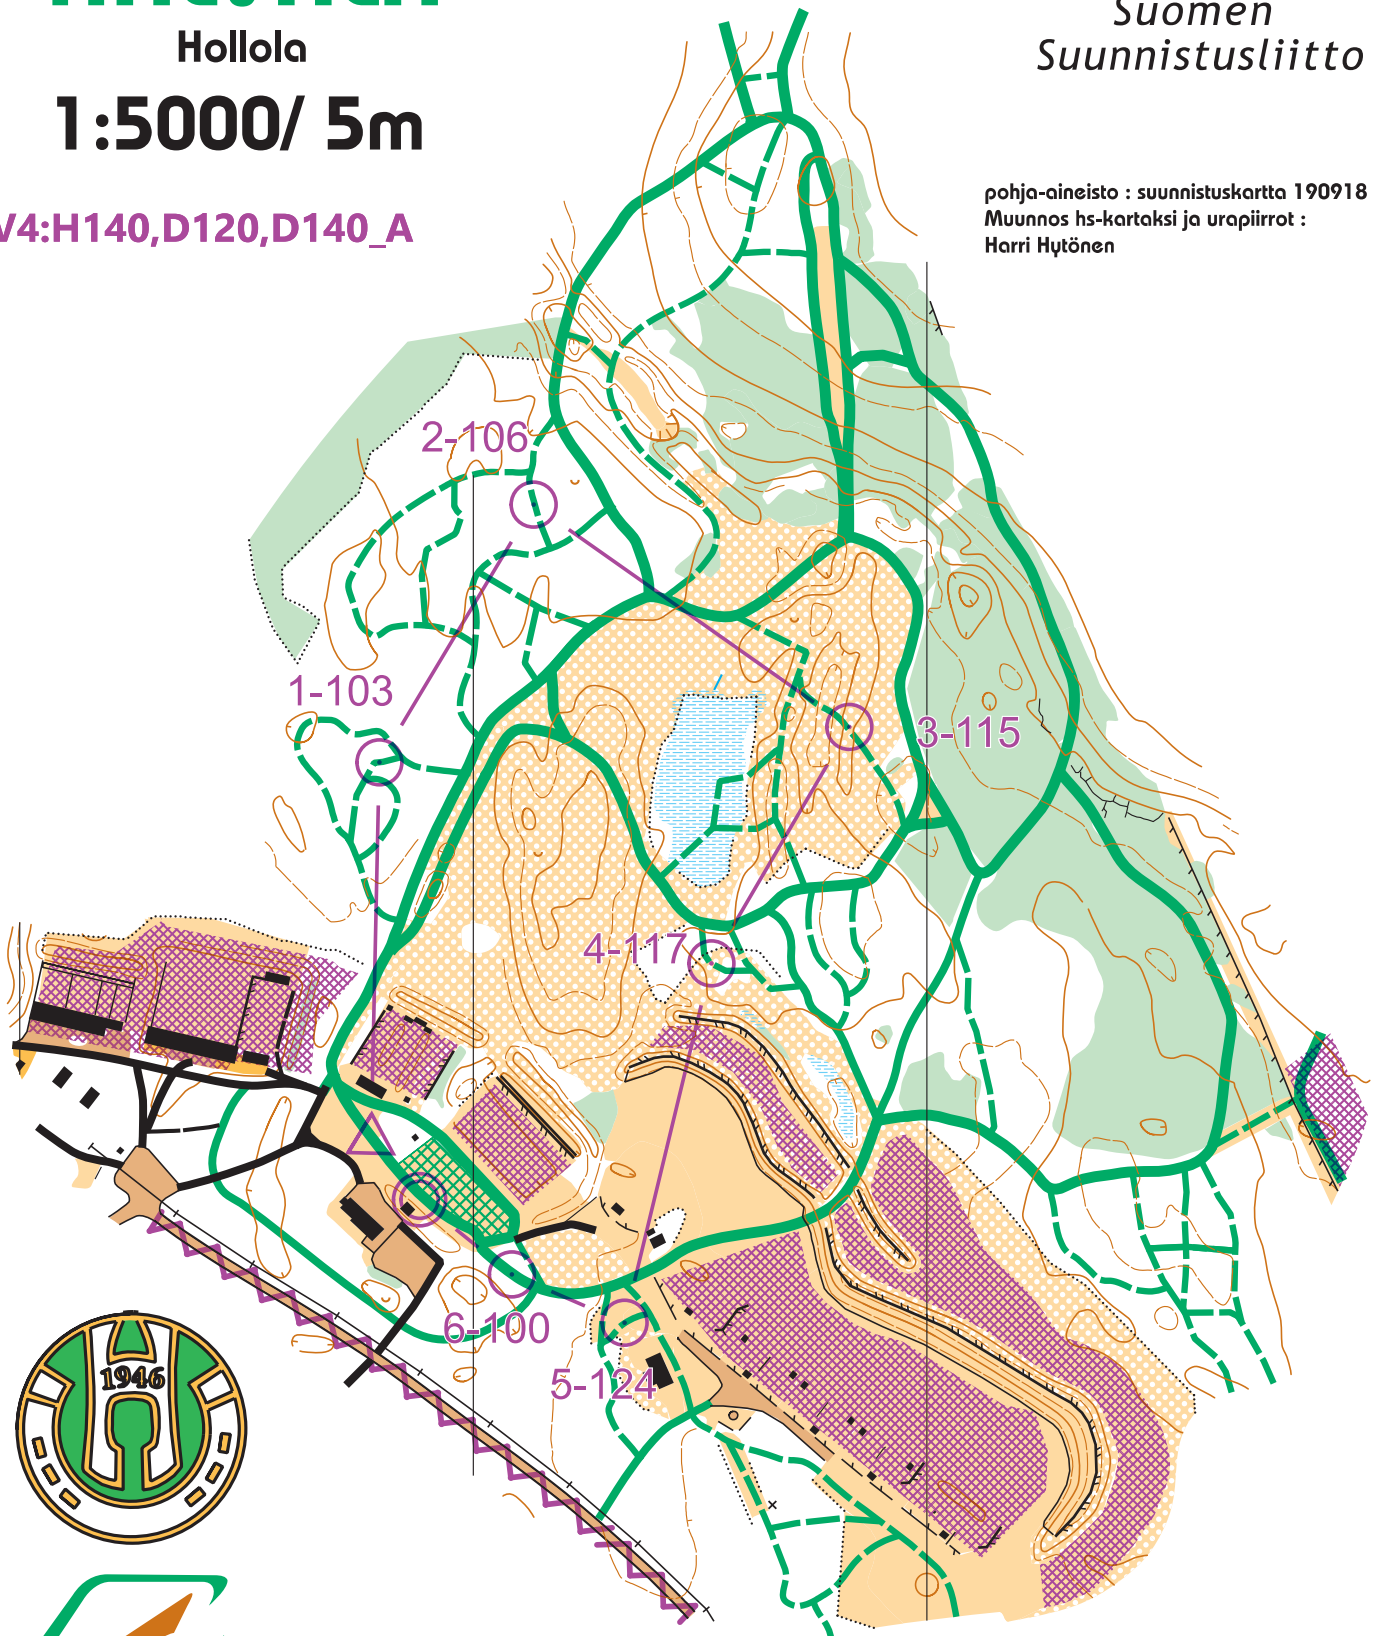 Hollola
1:5000/ 5m
V4:H140,D120,D140_A
Suomen
Suunnistusliitto
pohja-aineisto : suunnistuskartta 190918
Muunnos hs-kartaksi ja urapiirrot :
Harri Hytönen
2-106
1-103
3-115
4-117
6-100
5-124
1946